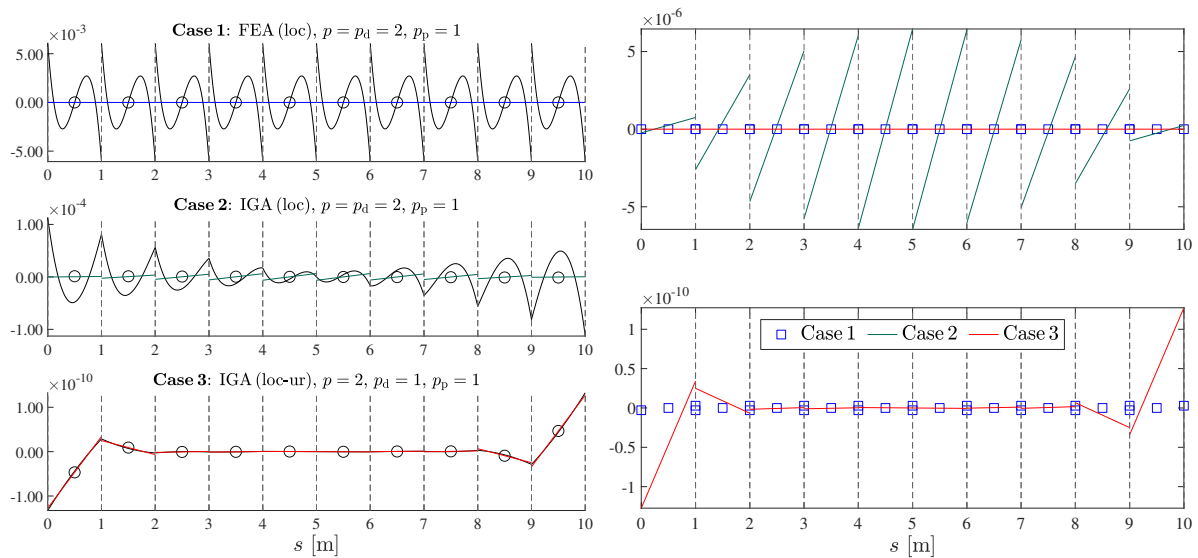 ×10⁻³
Case 1: FEA (loc), p = p_d = 2, p_p = 1
5.00
0.00
-5.00
0 1 2 3 4 5 6 7 8 9 10
×10⁻⁴
Case 2: IGA (loc), p = p_d = 2, p_p = 1
1.00
0.00
-1.00
0 1 2 3 4 5 6 7 8 9 10
×10⁻¹⁰
Case 3: IGA (loc-ur), p = 2, p_d = 1, p_p = 1
1.00
0.00
-1.00
0 1 2 3 4 5 6 7 8 9 10
s [m]
×10⁻⁶
5
0
-5
0 1 2 3 4 5 6 7 8 9 10
×10⁻¹⁰
1
0.5
0
-0.5
-1
Case 1 Case 2 Case 3
0 1 2 3 4 5 6 7 8 9 10
s [m]